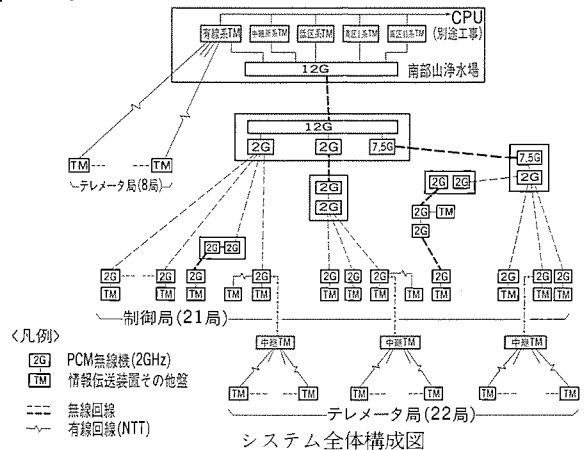 CPU
(別途工事)
有線系TM 中継所系TM 低区系TM 高区I系TM 高区II系TM
12G
南部山浄水場
12G
2G 2G 7.5G
7.5G
2G
TM TM
テレメータ局(8局)
2G
2G
2G 2G
2G TM
2G
2G 2G
2G 2G 2G 2G 2G 2G 2G 2G 2G 2G 2G
TM TM TM TM TM TM TM TM TM TM TM TM TM
制御局(21局)
〈凡例〉
2G PCM無線機(2GHz)
TM 情報伝送装置その他盤
無線回線
有線回線(NTT)
中継TM 中継TM 中継TM
TM TM TM TM TM TM
テレメータ局(22局)
システム全体構成図